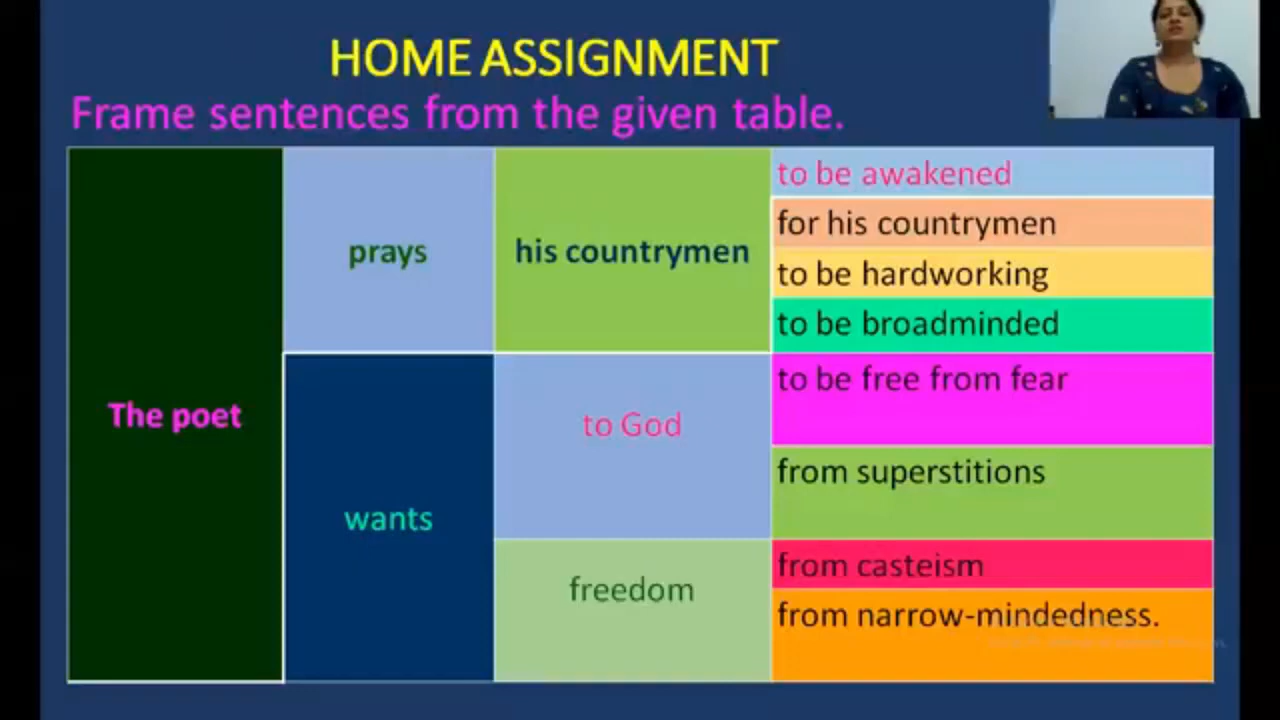 HOME ASSIGNMENT
Frame sentences from the given table.
The poet
prays
wants
his countrymen
to God
freedom
to be awakened
for his countrymen
to be hardworking
to be broadminded
to be free from fear
from superstitions
from casteism
from narrow-mindedness.